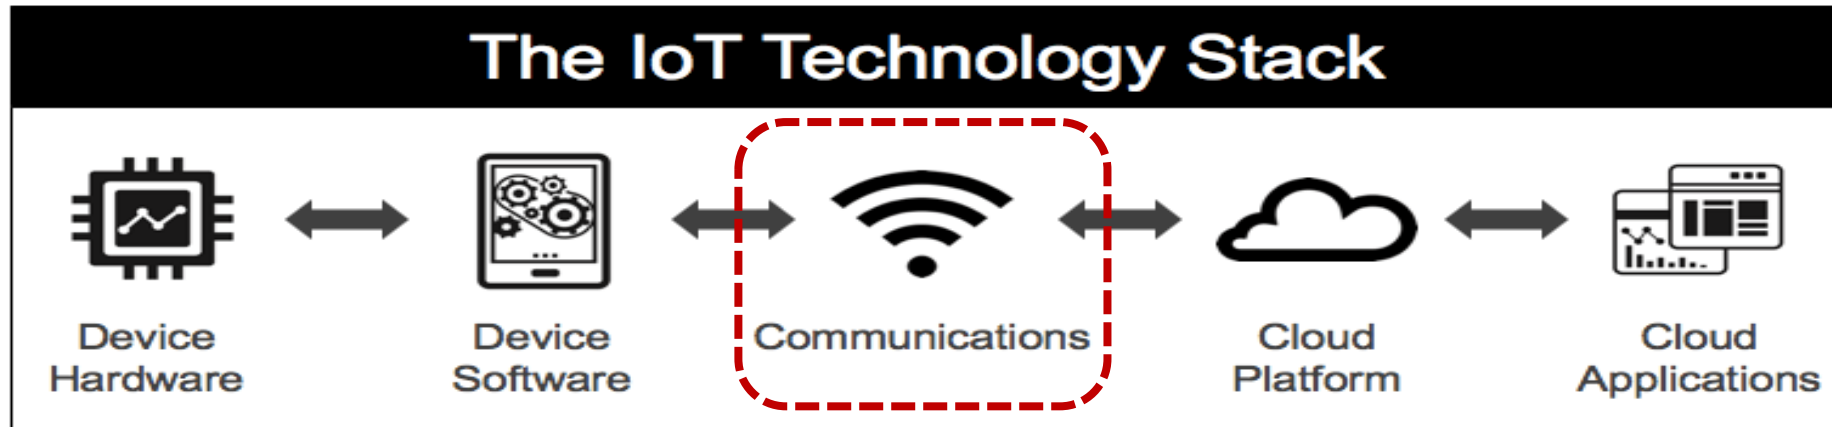 The IoT Technology Stack
Device
Hardware
Device
Software
Communications
Cloud
Platform
Cloud
Applications